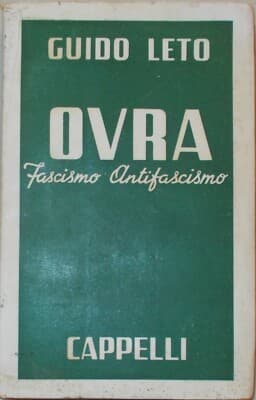 GUIDO LETO
OVRA
Fascismo Antifascismo
CAPPELLI